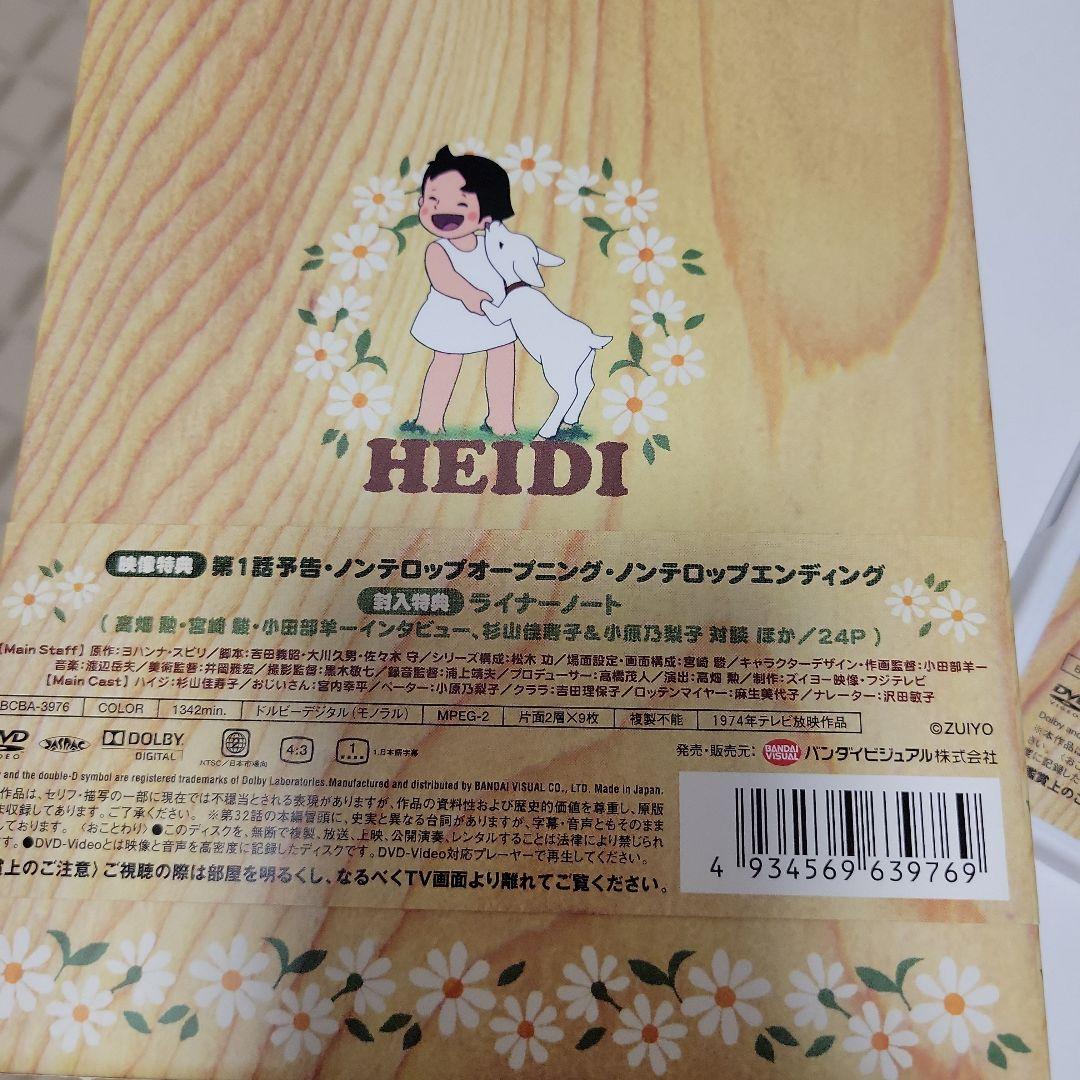 HEIDI
映像特典 第1話予告・ノンテロップオープニング・ノンテロップエンディング
封入特典 ライナーノート
(高畑 勲・宮崎 駿・小田部羊一インタビュー、杉山佳寿子&小原乃梨子 対談 ほか/24P)
【Main Staff】原作:ヨハンナ・スピリ/脚本:吉田義昭・大川久男・佐々木 守/シリーズ構成:松木 功/場面設定・画面構成:宮崎 駿/キャラクターデザイン・作画監督:小田部羊一
音楽:渡辺岳夫/美術監督:井岡雅宏/撮影監督:黒木敬七/録音監督:浦上靖夫/プロデューサー:高橋茂人/演出:高畑 勲/制作:ズイヨー映像・フジテレビ
【Main Cast】ハイジ:杉山佳寿子/おじいさん:宮内幸平/ペーター:小原乃梨子/クララ:吉田理保子/ロッテンマイヤー:麻生美代子/ナレーター:沢田敏子
BCBA-3976 COLOR 1342min. ドルビーデジタル(モノラル) MPEG-2 片面2層×9枚 複製不能 1974年テレビ放映作品
©ZUIYO
DVD VIDEO JASRAC DOLBY DIGITAL 2 NTSC/日本市場向 4:3 1 1.日本語字幕
発売・販売元: BANDAI VISUAL バンダイビジュアル株式会社
and the double-D symbol are registered trademarks of Dolby Laboratories. Manufactured and distributed by BANDAI VISUAL CO., LTD. Made in Japan.
作品は、セリフ・描写の一部に現在では不穏当とされる表現がありますが、作品の資料性および歴史的価値を尊重し、原版
ま収録してあります。ご了承ください。 ※第32話の本編冒頭に、史実と異なる台詞がありますが、字幕・音声ともそのまま
しております。〈おことわり〉●このディスクを、無断で複製、放送、上映、公開演奏、レンタルすることは法律により禁じられ
す。●DVD-Videoとは映像と音声を高密度に記録したディスクです。DVD-Video対応プレーヤーで再生してください。
賞上のご注意〉ご視聴の際は部屋を明るくし、なるべくTV画面より離れてご覧ください。
4 934569 639769